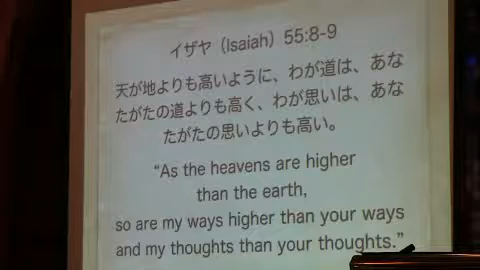 イザヤ（Isaiah）55:8-9
天が地よりも高いように、わが道は、あな
たがたの道よりも高く、わが思いは、あな
たがたの思いよりも高い。
“As the heavens are higher
than the earth,
so are my ways higher than your ways
and my thoughts than your thoughts.”